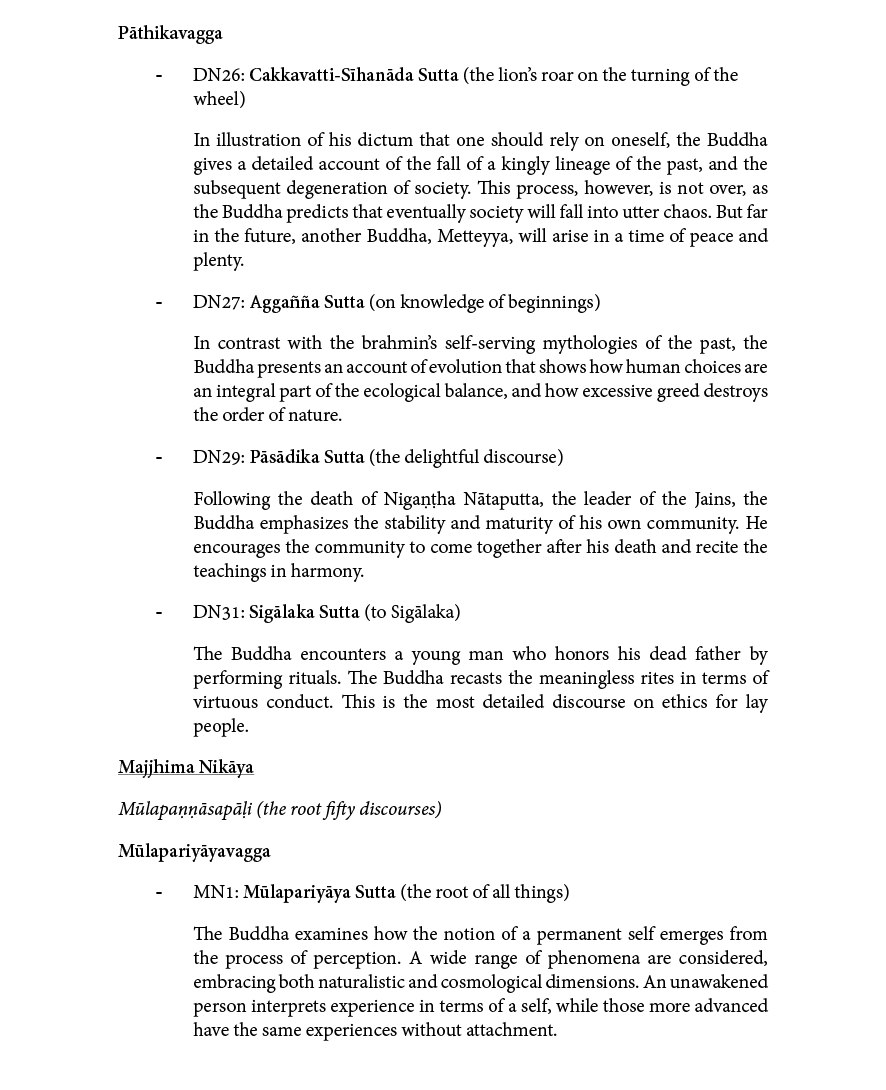 Pāthikavagga
- DN26: Cakkavatti-Sīhanāda Sutta (the lion's roar on the turning of the
wheel)
In illustration of his dictum that one should rely on oneself, the Buddha
gives a detailed account of the fall of a kingly lineage of the past, and the
subsequent degeneration of society. This process, however, is not over, as
the Buddha predicts that eventually society will fall into utter chaos. But far
in the future, another Buddha, Metteyya, will arise in a time of peace and
plenty.
- DN27: Aggañña Sutta (on knowledge of beginnings)
In contrast with the brahmin's self-serving mythologies of the past, the
Buddha presents an account of evolution that shows how human choices are
an integral part of the ecological balance, and how excessive greed destroys
the order of nature.
- DN29: Pāsādika Sutta (the delightful discourse)
Following the death of Nigaṇṭha Nātaputta, the leader of the Jains, the
Buddha emphasizes the stability and maturity of his own community. He
encourages the community to come together after his death and recite the
teachings in harmony.
- DN31: Sigālaka Sutta (to Sigālaka)
The Buddha encounters a young man who honors his dead father by
performing rituals. The Buddha recasts the meaningless rites in terms of
virtuous conduct. This is the most detailed discourse on ethics for lay
people.
Majjhima Nikāya
Mūlapaṇṇāsapāḷi (the root fifty discourses)
Mūlapariyāyavagga
- MN1: Mūlapariyāya Sutta (the root of all things)
The Buddha examines how the notion of a permanent self emerges from
the process of perception. A wide range of phenomena are considered,
embracing both naturalistic and cosmological dimensions. An unawakened
person interprets experience in terms of a self, while those more advanced
have the same experiences without attachment.